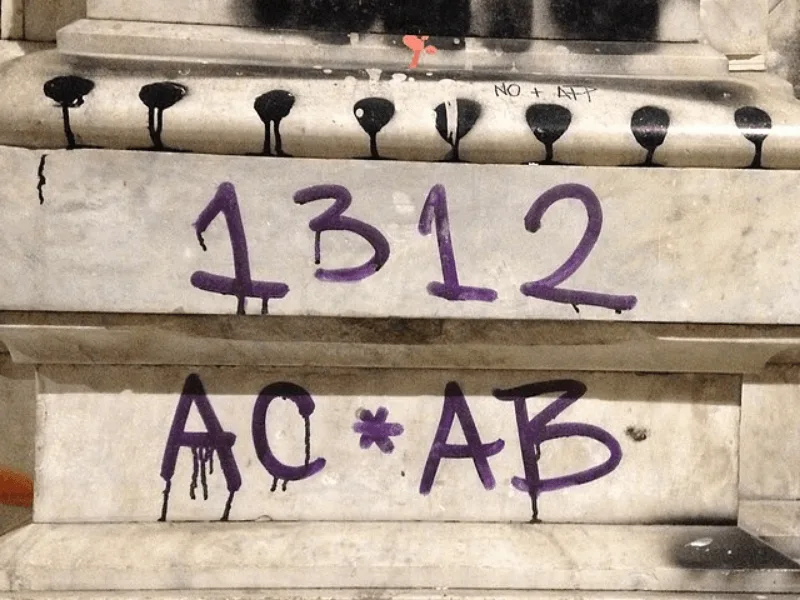 NO + AFP
1312
AC*AB